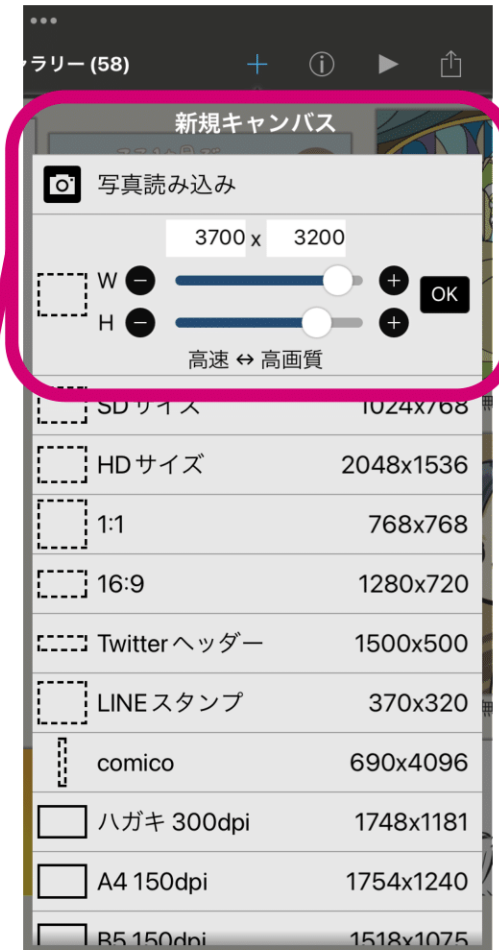 ラリー (58)
新規キャンバス
写真読み込み
3700 x 3200
W
OK
H
高速 ↔ 高画質
SDサイズ 1024x768
HDサイズ 2048x1536
1:1 768x768
16:9 1280x720
Twitterヘッダー 1500x500
LINEスタンプ 370x320
comico 690x4096
ハガキ 300dpi 1748x1181
A4 150dpi 1754x1240
B5 150dpi 1518x1075